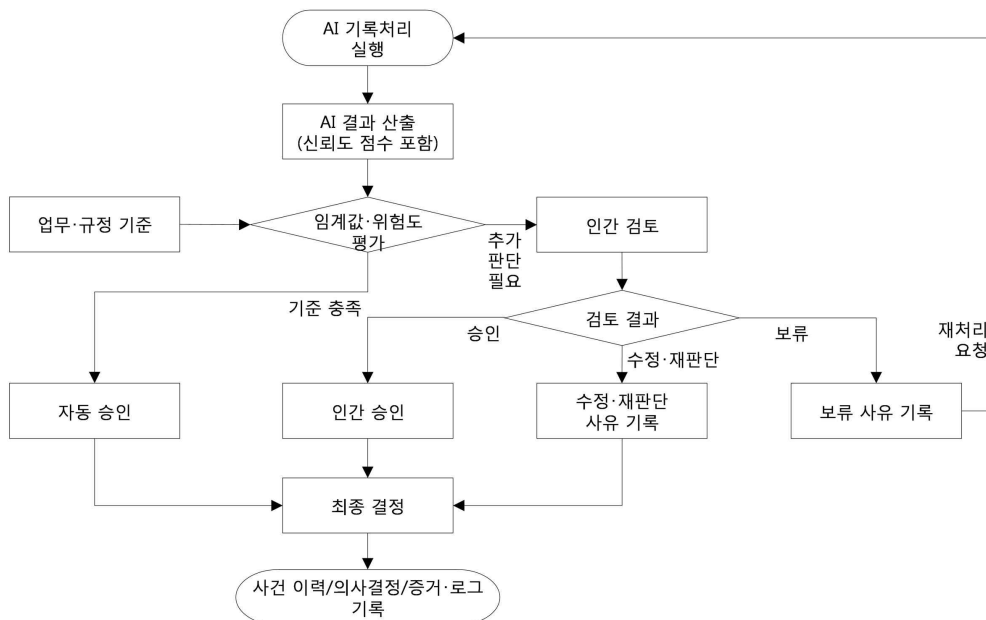 AI 기록처리
실행
AI 결과 산출
(신뢰도 점수 포함)
업무·규정 기준
임계값·위험도
평가
추가
판단
필요
인간 검토
기준 충족
승인
검토 결과
보류
수정·재판단
재처리
요청
자동 승인
인간 승인
수정·재판단
사유 기록
보류 사유 기록
최종 결정
사건 이력/의사결정/증거·로그
기록